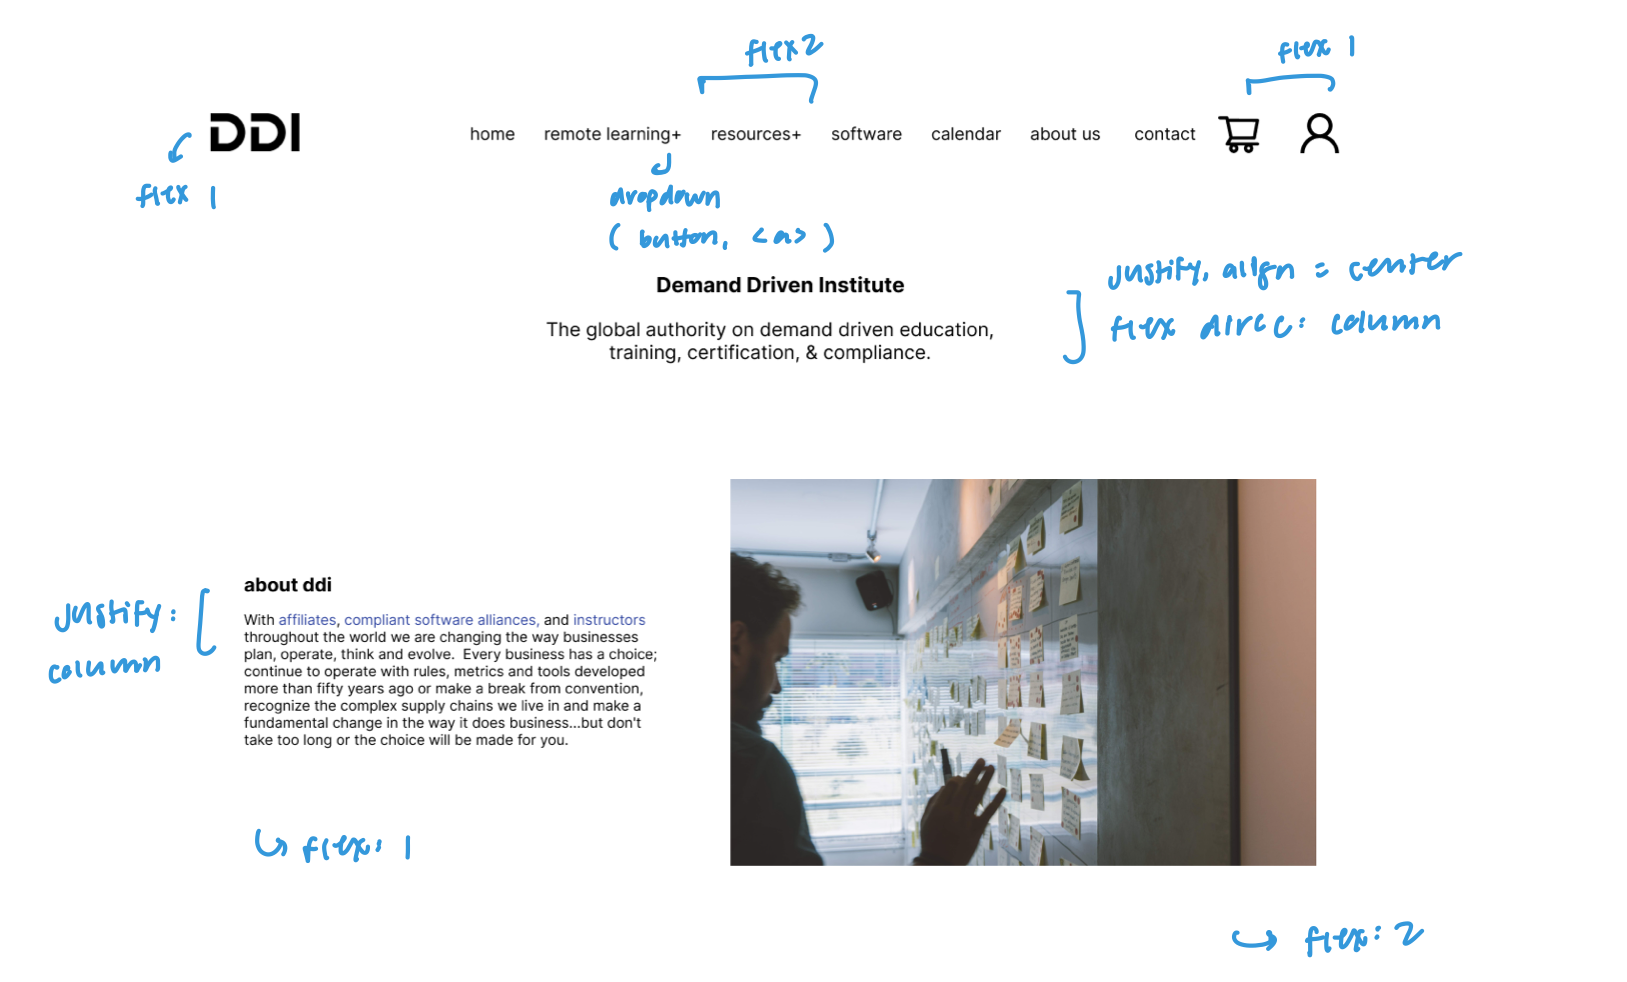 flex 2
flex 1
DDI
home remote learning+ resources+ software calendar about us contact
flex 1
dropdown
( button, <a> )
Demand Driven Institute
justify, align = center
The global authority on demand driven education,
training, certification, & compliance.
flex direc: column
about ddi
With affiliates, compliant software alliances, and instructors
throughout the world we are changing the way businesses
plan, operate, think and evolve. Every business has a choice;
continue to operate with rules, metrics and tools developed
more than fifty years ago or make a break from convention,
recognize the complex supply chains we live in and make a
fundamental change in the way it does business...but don't
take too long or the choice will be made for you.
justify:
column
flex: 1
flex: 2